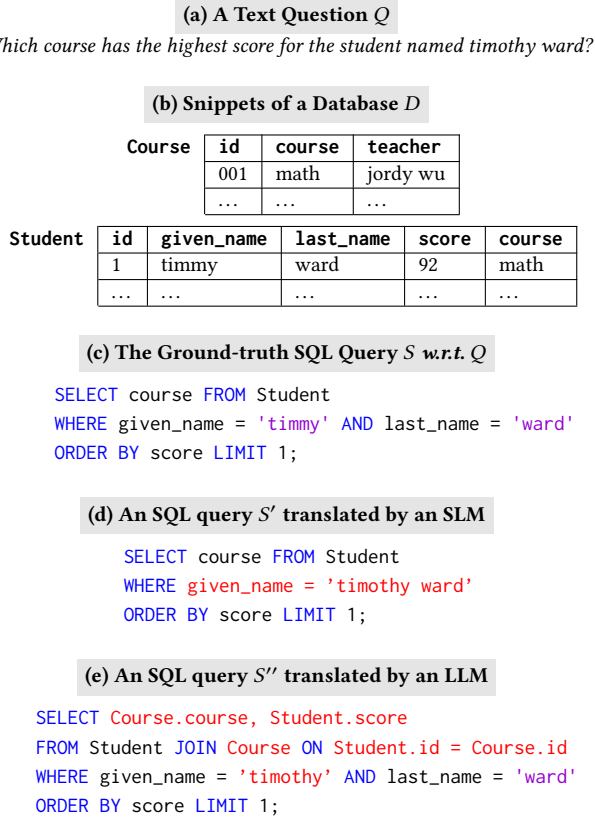 (a) A Text Question Q
hich course has the highest score for the student named timothy ward?
(b) Snippets of a Database D
Course id course teacher
001 math jordy wu
... ... ...
Student id given_name last_name score course
1 timmy ward 92 math
... ... ... ... ...
(c) The Ground-truth SQL Query S w.r.t. Q
SELECT course FROM Student
WHERE given_name = 'timmy' AND last_name = 'ward'
ORDER BY score LIMIT 1;
(d) An SQL query S′ translated by an SLM
SELECT course FROM Student
WHERE given_name = ’timothy ward’
ORDER BY score LIMIT 1;
(e) An SQL query S′′ translated by an LLM
SELECT Course.course, Student.score
FROM Student JOIN Course ON Student.id = Course.id
WHERE given_name = ’timothy’ AND last_name = 'ward'
ORDER BY score LIMIT 1;